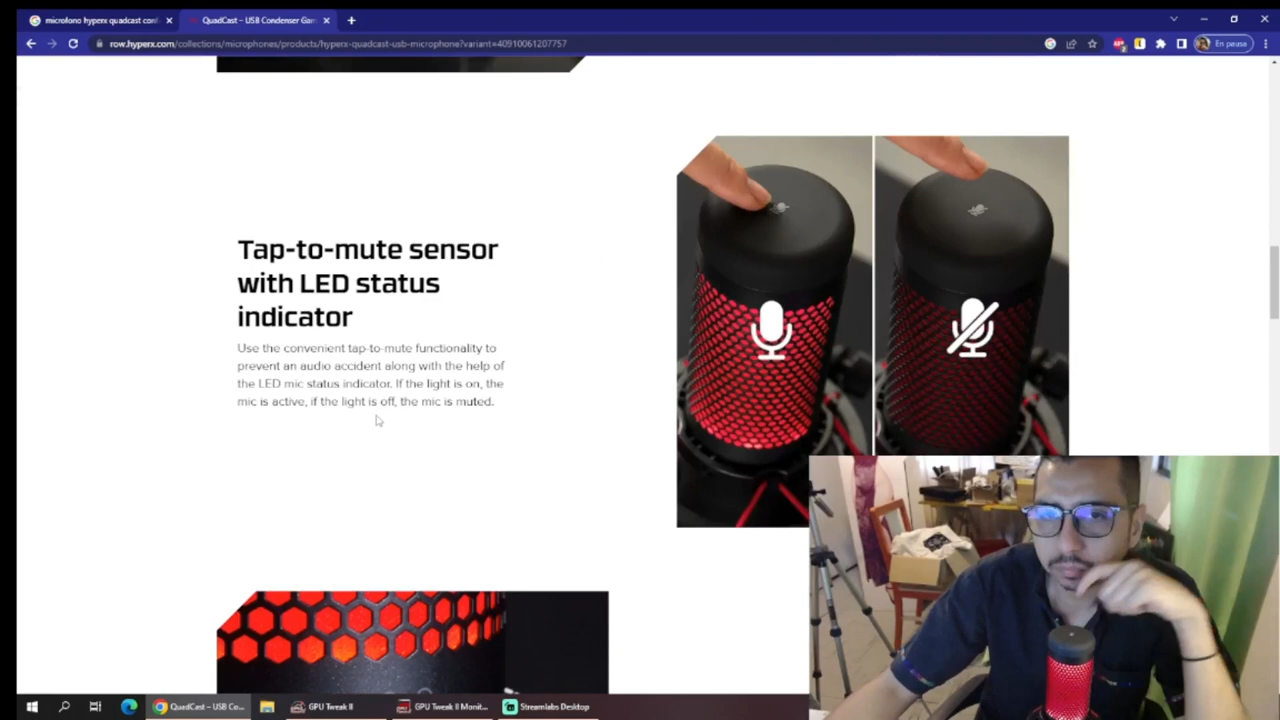 microfono hyperx quadcast con
QuadCast – USB Condenser Gam
row.hyperx.com/collections/microphones/products/hyperx-quadcast-usb-microphone?variant=40910061207757
En pausa
Tap-to-mute sensor
with LED status
indicator
Use the convenient tap-to-mute functionality to
prevent an audio accident along with the help of
the LED mic status indicator. If the light is on, the
mic is active, if the light is off, the mic is muted.
QuadCast – USB Co...
GPU Tweak II
GPU Tweak II Monit...
Streamlabs Desktop